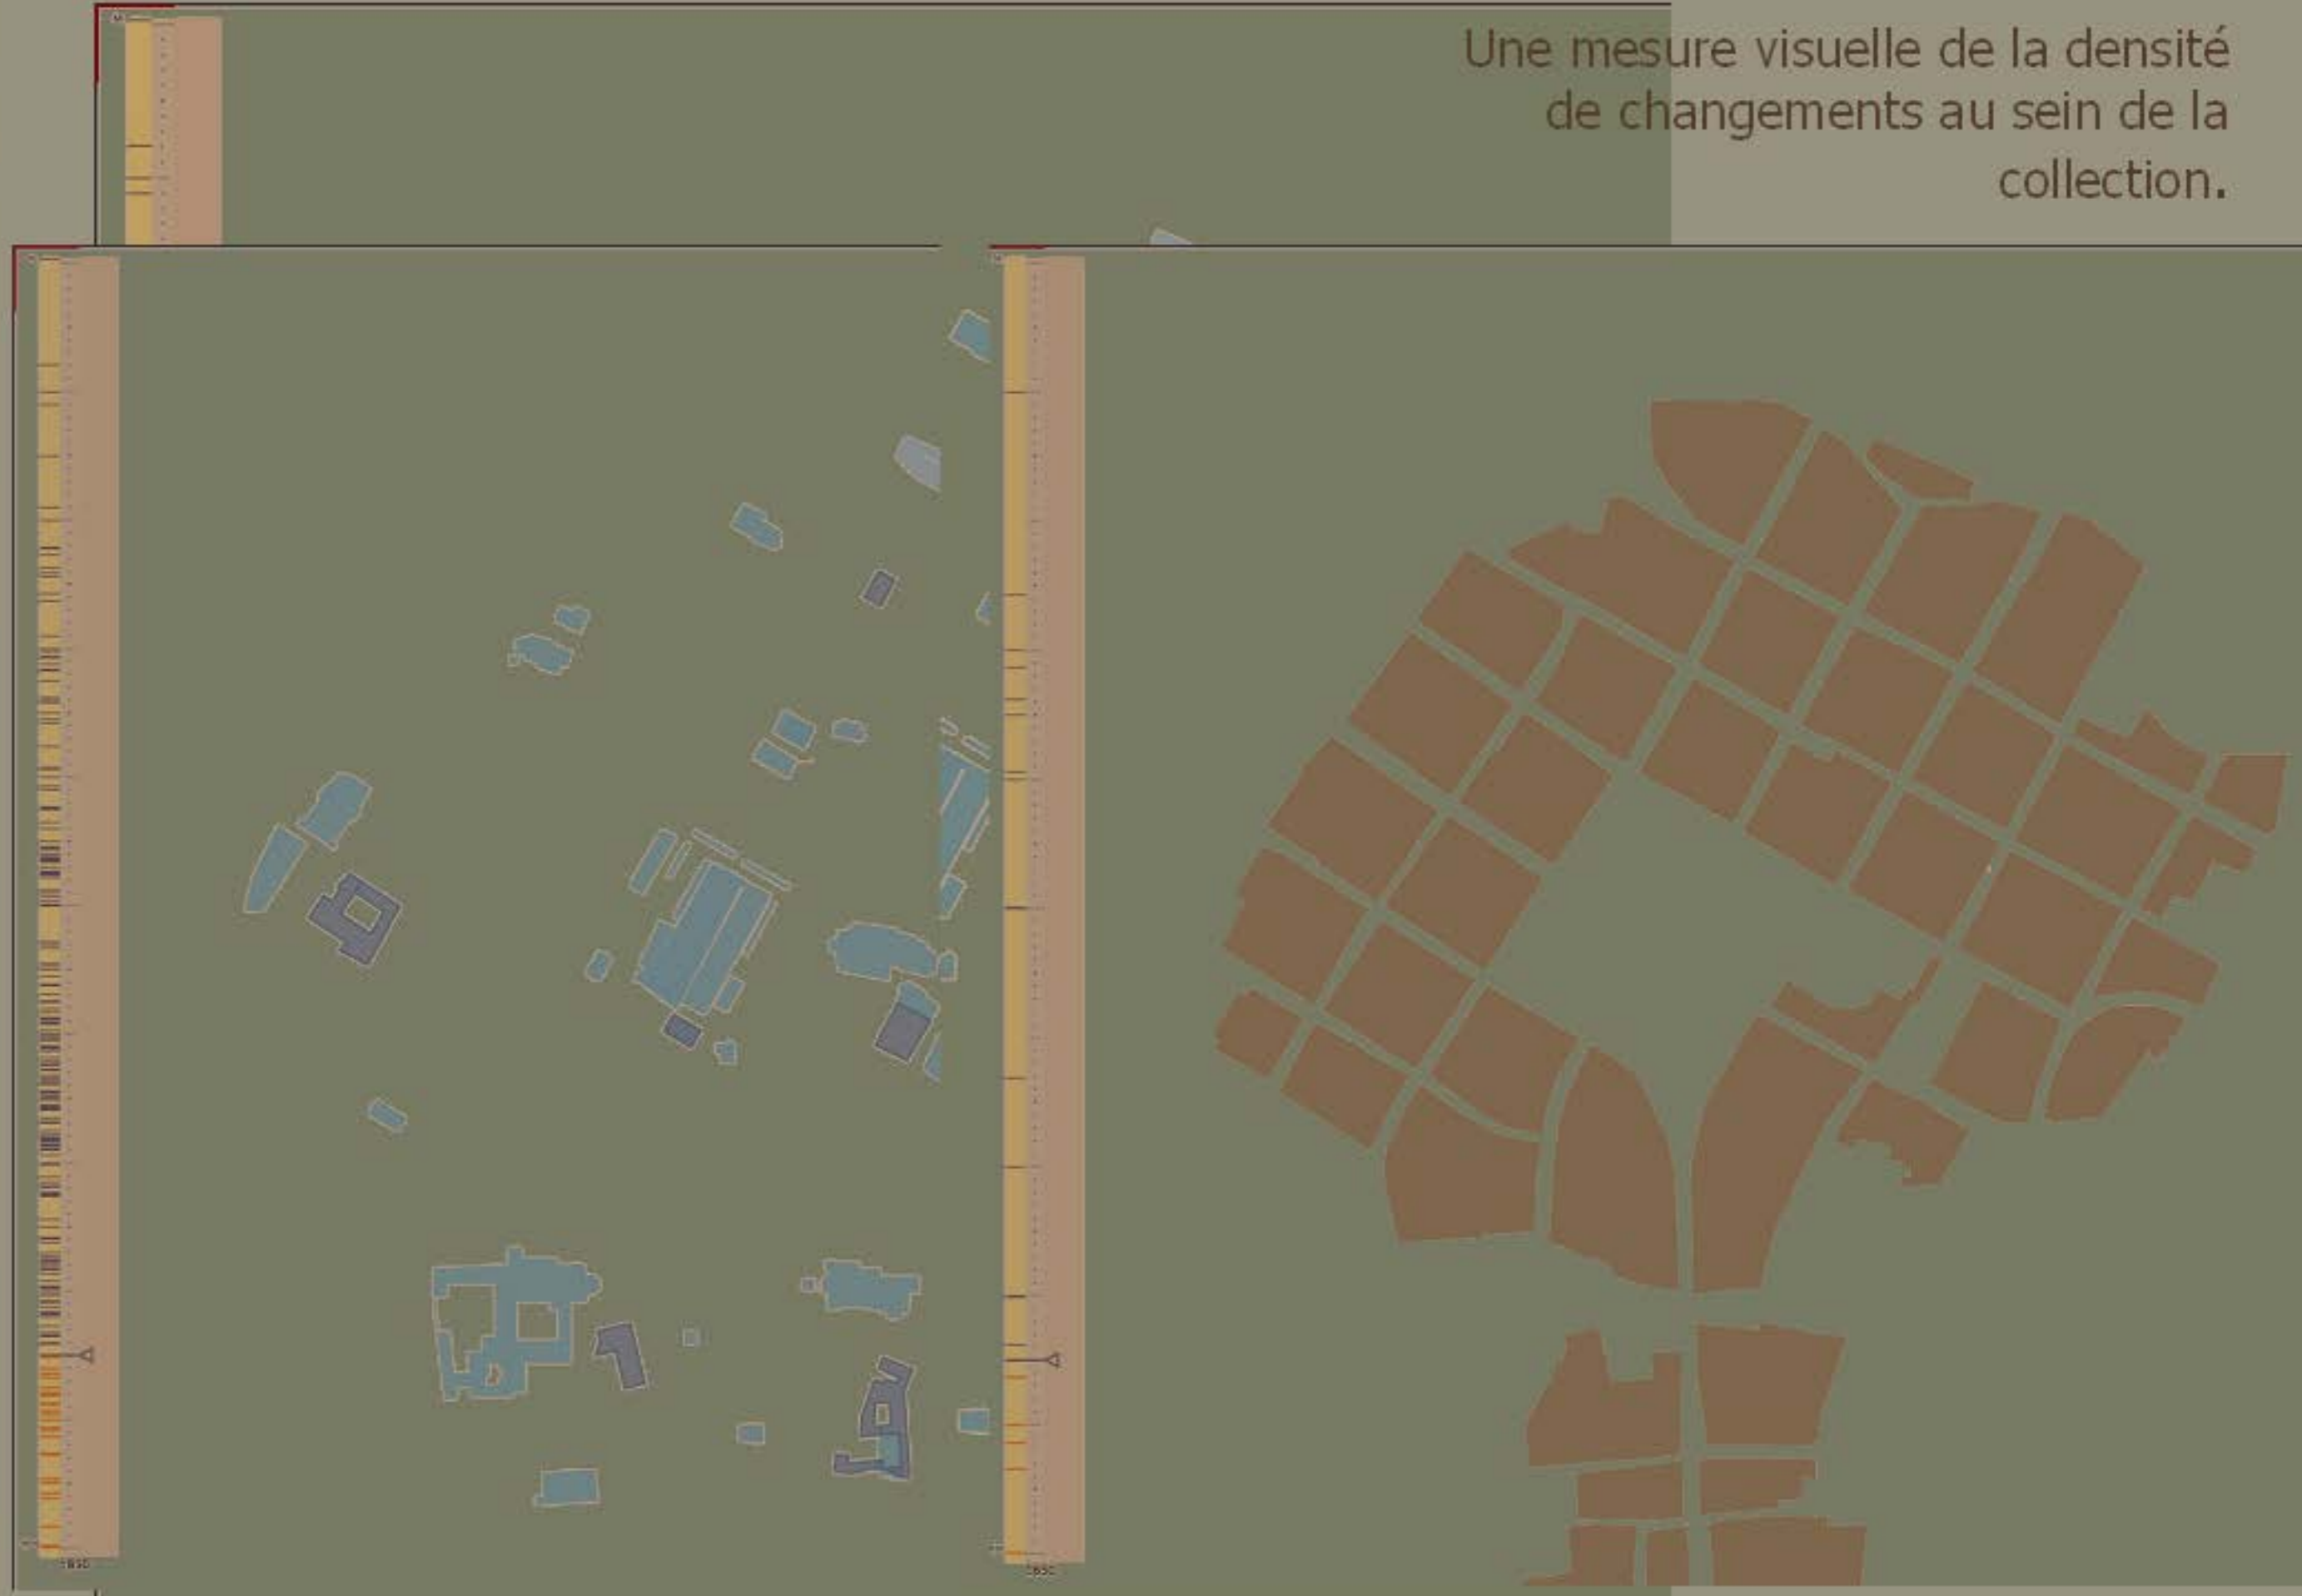 Une mesure visuelle de la densité
de changements au sein de la
collection.